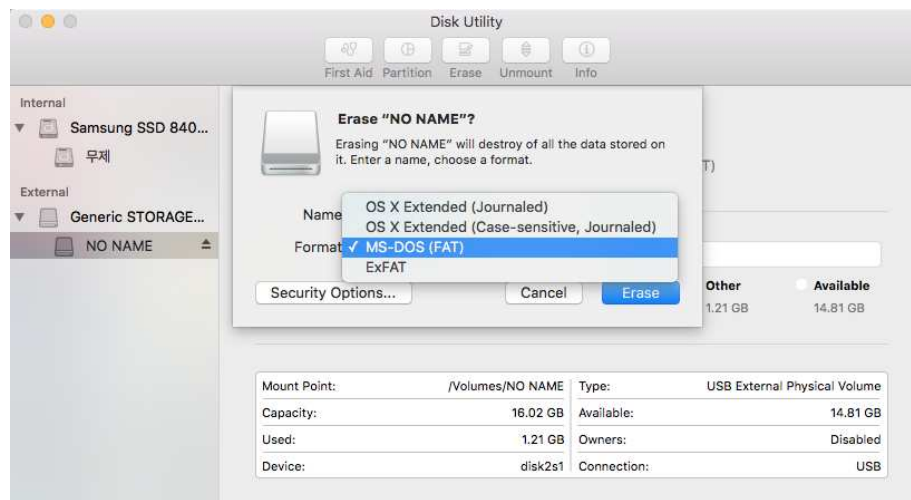 Disk Utility
First Aid Partition Erase Unmount Info
Internal
Samsung SSD 840...
무제
External
Generic STORAGE...
NO NAME
Erase “NO NAME”?
Erasing “NO NAME” will destroy of all the data stored on
it. Enter a name, choose a format.
T)
Name
Format
OS X Extended (Journaled)
OS X Extended (Case-sensitive, Journaled)
✓ MS-DOS (FAT)
ExFAT
Security Options... Cancel Erase
Other Available
1.21 GB 14.81 GB
Mount Point: /Volumes/NO NAME Type: USB External Physical Volume
Capacity: 16.02 GB Available: 14.81 GB
Used: 1.21 GB Owners: Disabled
Device: disk2s1 Connection: USB